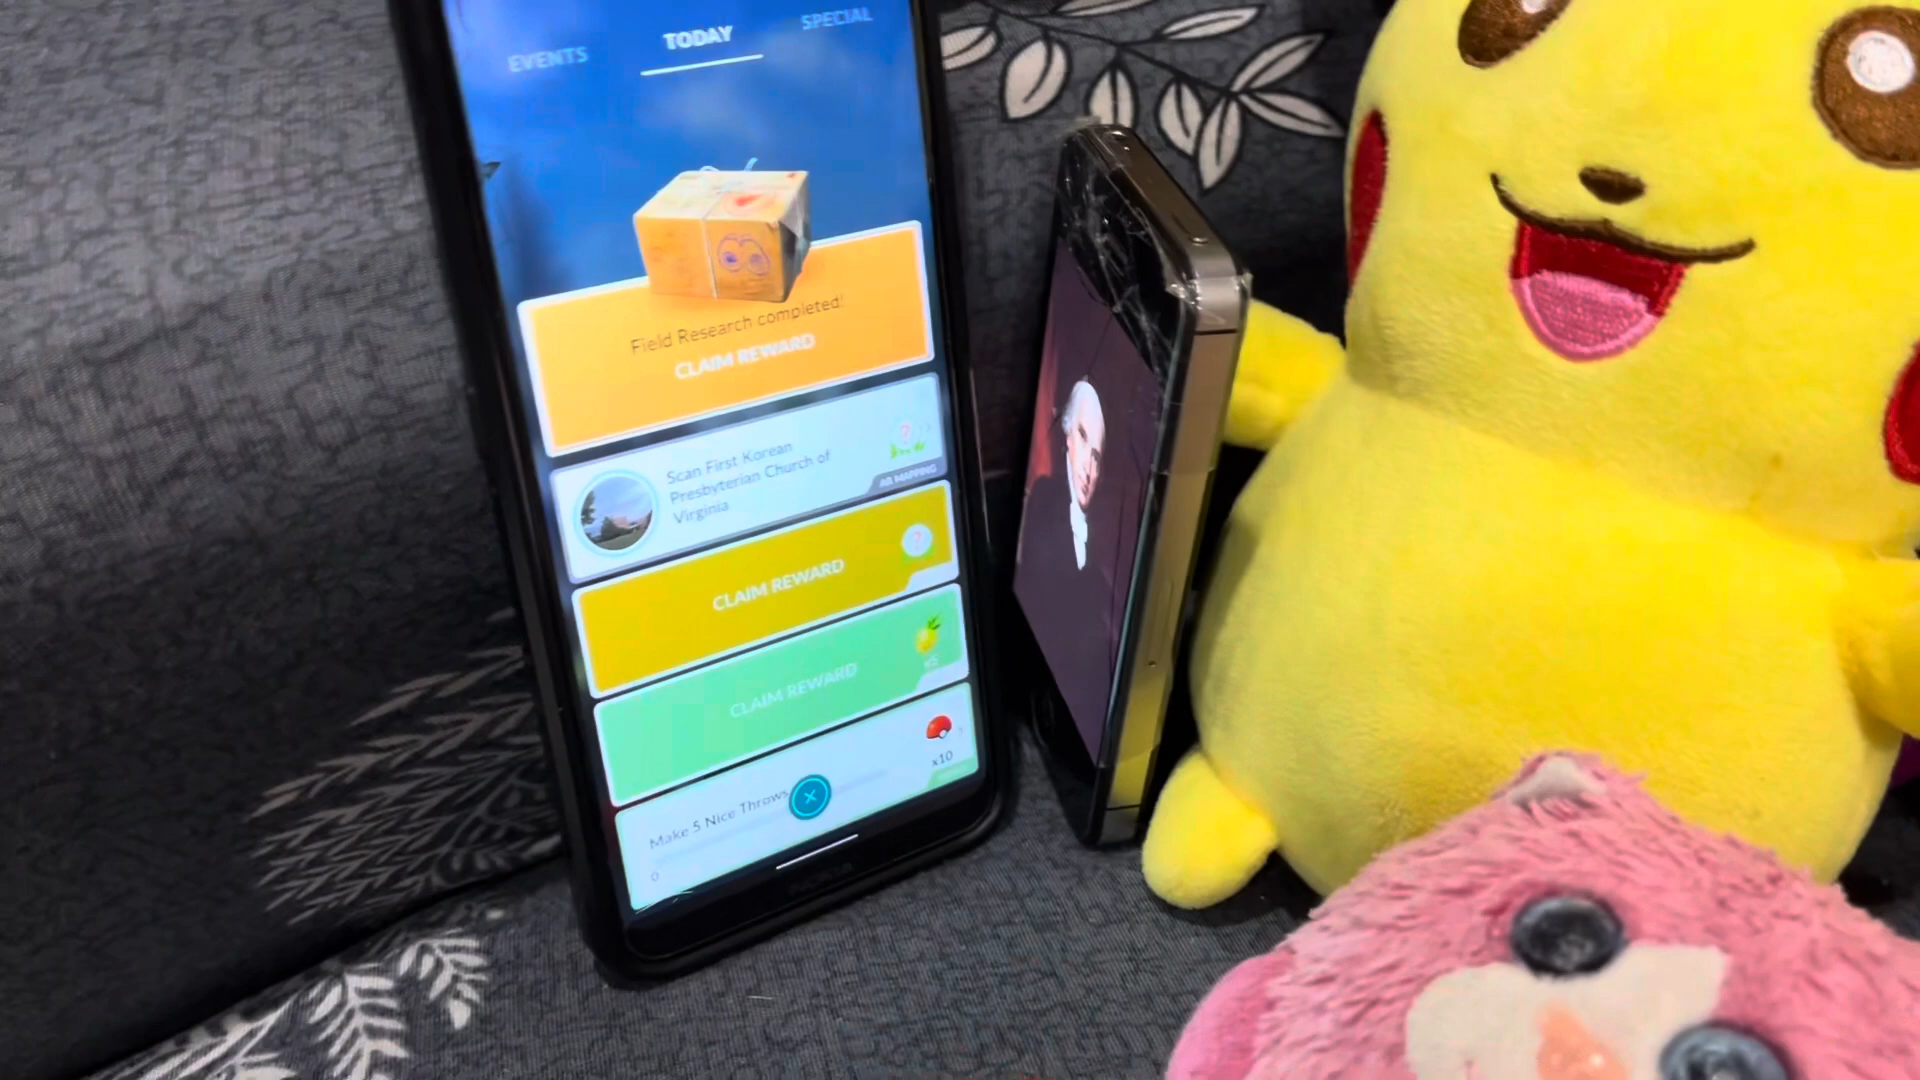 EVENTS
TODAY
SPECIAL
Field Research completed!
CLAIM REWARD
Scan First Korean
Presbyterian Church of
Virginia
?
AR MAPPING
CLAIM REWARD
?
CLAIM REWARD
x5
Make 5 Nice Throws
x10
0